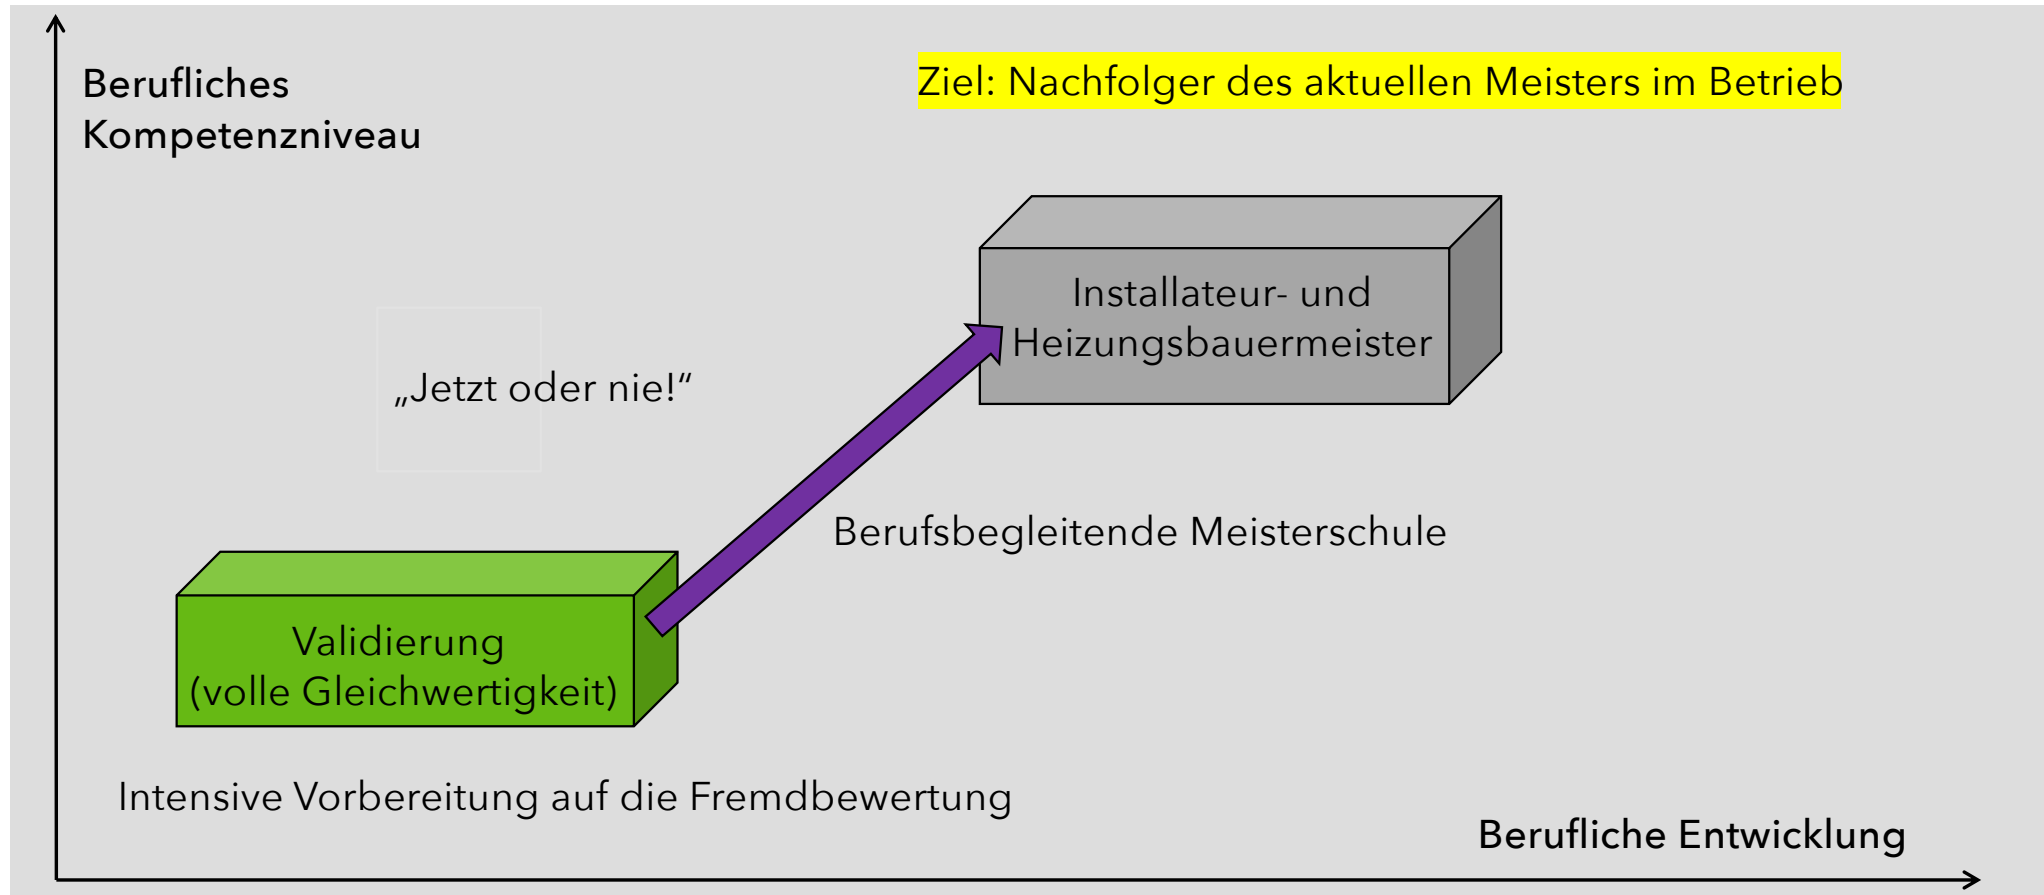 Berufliches
Kompetenzniveau
Ziel: Nachfolger des aktuellen Meisters im Betrieb
Installateur- und
Heizungsbauermeister
„Jetzt oder nie!“
Berufsbegleitende Meisterschule
Validierung
(volle Gleichwertigkeit)
Intensive Vorbereitung auf die Fremdbewertung
Berufliche Entwicklung